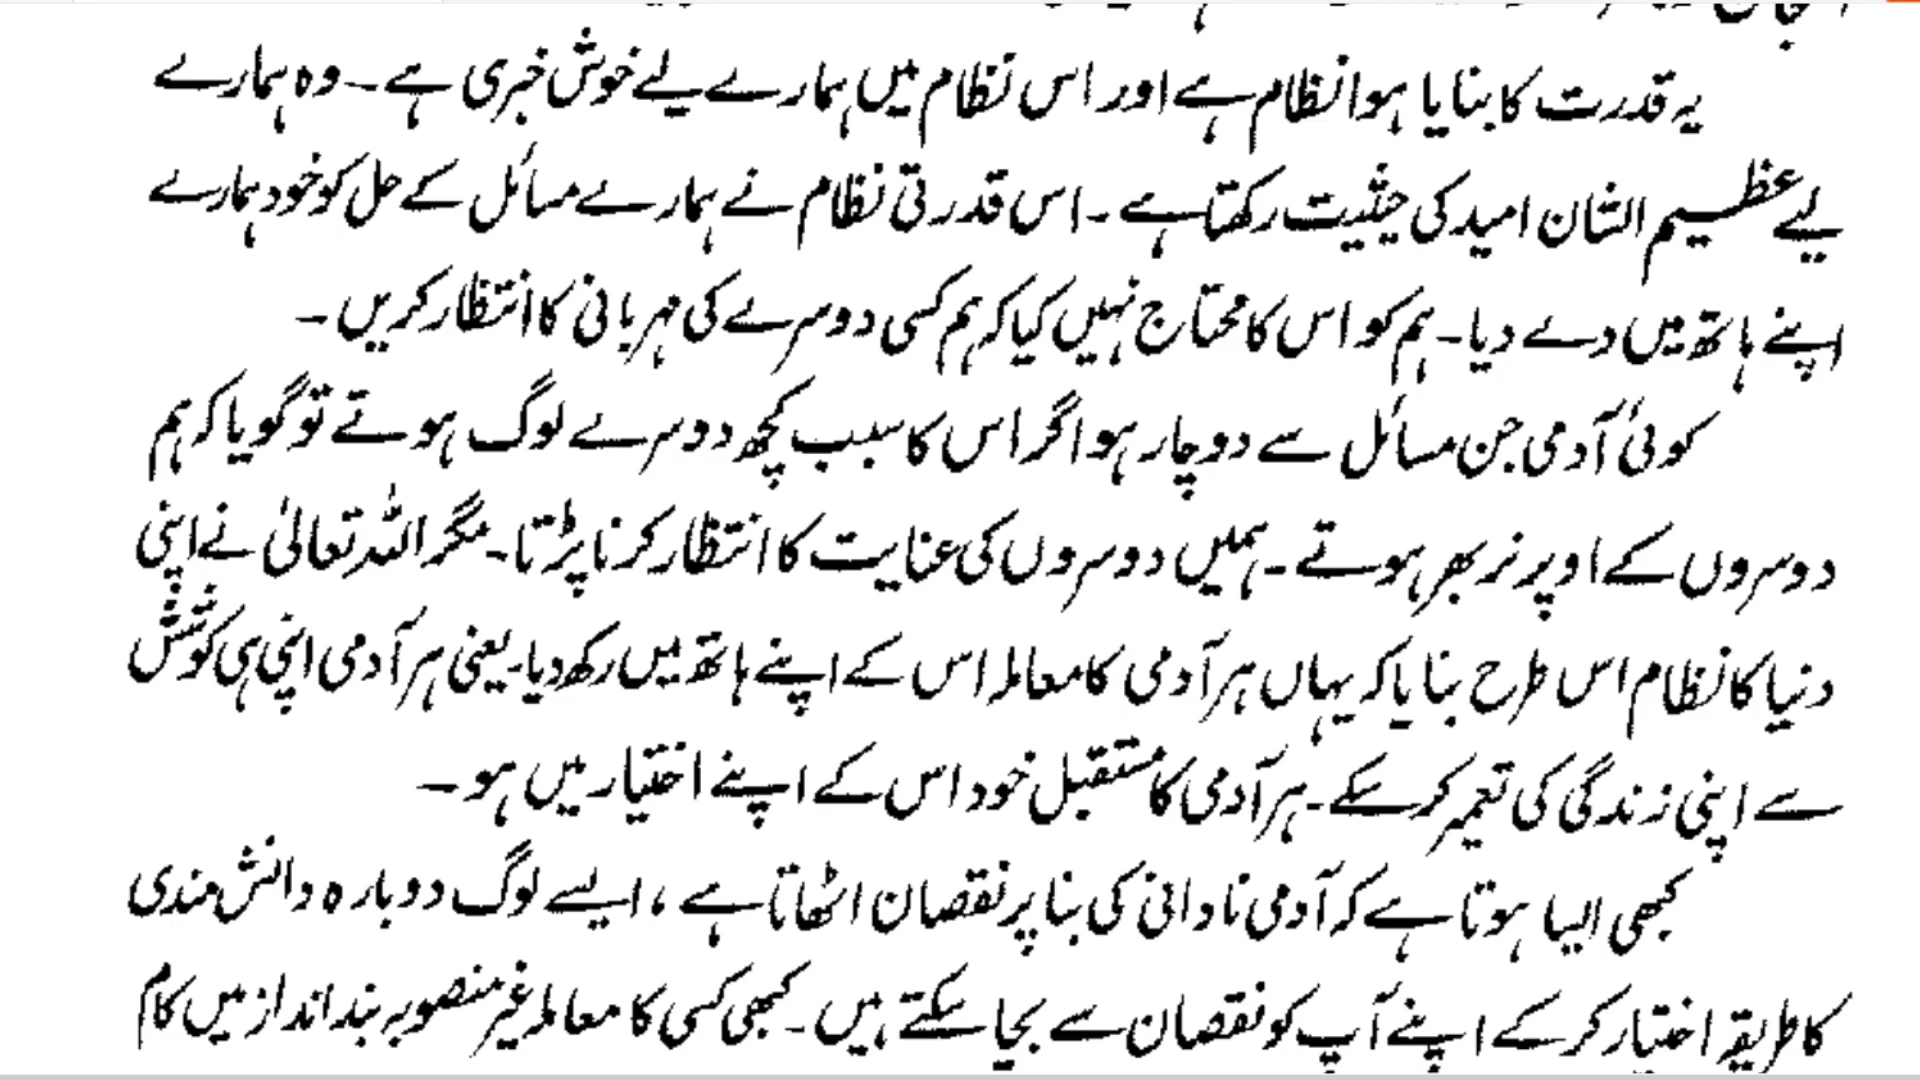 یہ قدرت کا بنایا ہوا نظام ہے اور اس نظام میں ہمارے لیے خوش خبری ہے۔ وہ ہمارے
لیے عظیم الشان امید کی حیثیت رکھتا ہے۔ اس قدرتی نظام نے ہمارے مسائل کے حل کو خود ہمارے
اپنے ہاتھ میں دے دیا۔ ہم کو اس کا محتاج نہیں کیا کہ ہم کسی دوسرے کی مہربانی کا انتظار کریں۔
کوئی آدمی جن مسائل سے دوچار ہو اگر اس کا سبب کچھ دوسرے لوگ ہوتے تو گویا کہ ہم
دوسروں کے اوپر نربھر ہوتے۔ ہمیں دوسروں کی عنایت کا انتظار کرنا پڑتا۔ مگر اللہ تعالیٰ نے اپنی
دنیا کا نظام اس طرح بنایا کہ یہاں ہر آدمی کا معاملہ اس کے اپنے ہاتھ میں رکھ دیا۔ یعنی ہر آدمی اپنی ہی کوشش
سے اپنی زندگی کی تعمیر کر سکے۔ ہر آدمی کا مستقبل خود اس کے اپنے اختیار میں ہو۔
کبھی ایسا ہوتا ہے کہ آدمی نادانی کی بنا پر نقصان اٹھاتا ہے، ایسے لوگ دوبارہ دانش مندی
کا طریقہ اختیار کر کے اپنے آپ کو نقصان سے بچا سکتے ہیں۔ کبھی کسی کا معاملہ غیر منصوبہ بند انداز میں کام